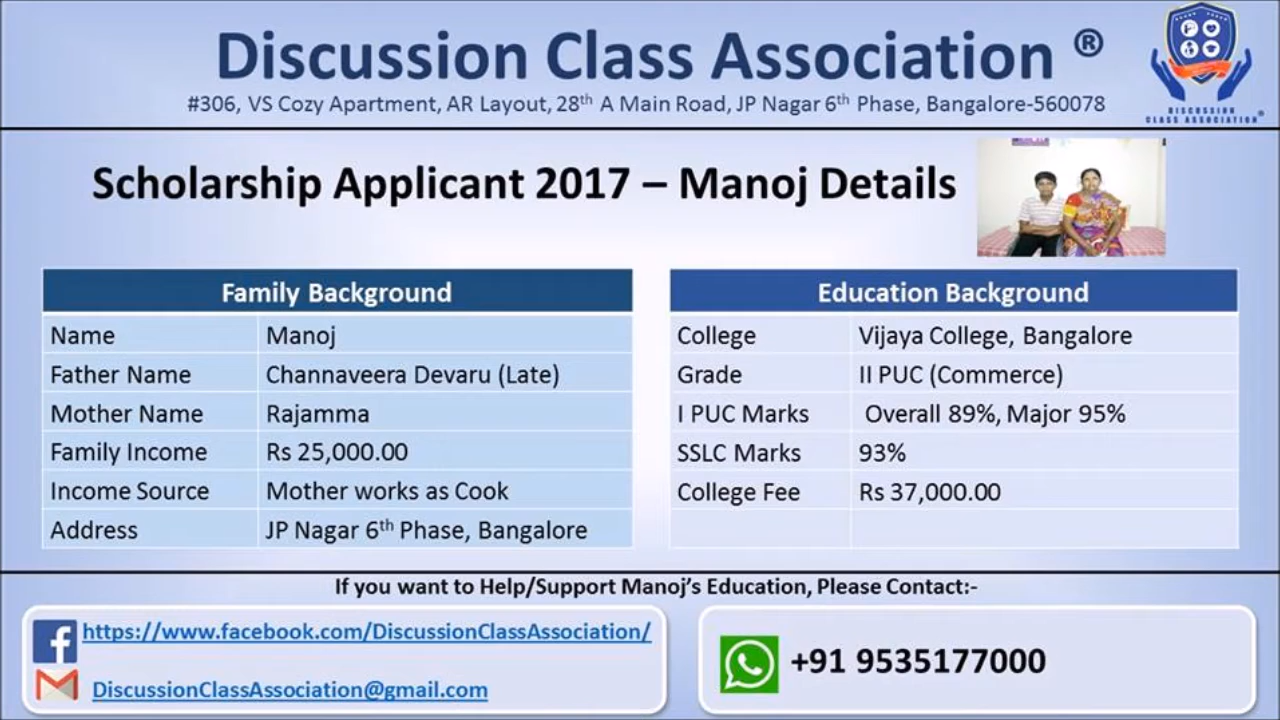 Discussion Class Association ®
#306, VS Cozy Apartment, AR Layout, 28th A Main Road, JP Nagar 6th Phase, Bangalore-560078
DISCUSSION
CLASS ASSOCIATION®
Scholarship Applicant 2017 – Manoj Details
Family Background
Name Manoj
Father Name Channaveera Devaru (Late)
Mother Name Rajamma
Family Income Rs 25,000.00
Income Source Mother works as Cook
Address JP Nagar 6th Phase, Bangalore
Education Background
College Vijaya College, Bangalore
Grade II PUC (Commerce)
I PUC Marks Overall 89%, Major 95%
SSLC Marks 93%
College Fee Rs 37,000.00
If you want to Help/Support Manoj's Education, Please Contact:-
https://www.facebook.com/DiscussionClassAssociation/
DiscussionClassAssociation@gmail.com
+91 9535177000